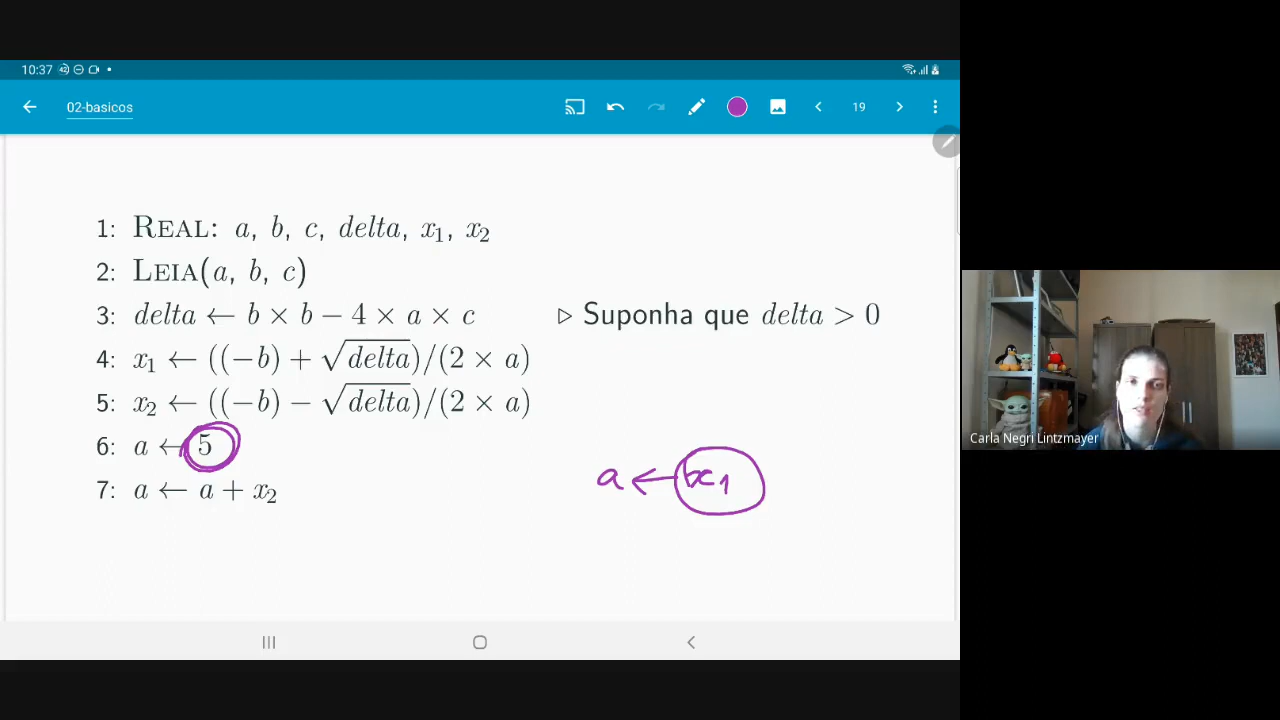 10:37
02-basicos
19
1: REAL: a, b, c, delta, x₁, x₂
2: LEIA(a, b, c)
3: delta ← b × b − 4 × a × c ▷ Suponha que delta > 0
4: x₁ ← ((−b) + √delta)/(2 × a)
5: x₂ ← ((−b) − √delta)/(2 × a)
6: a ← 5
a ← x₁
7: a ← a + x₂
Carla Negri Lintzmayer